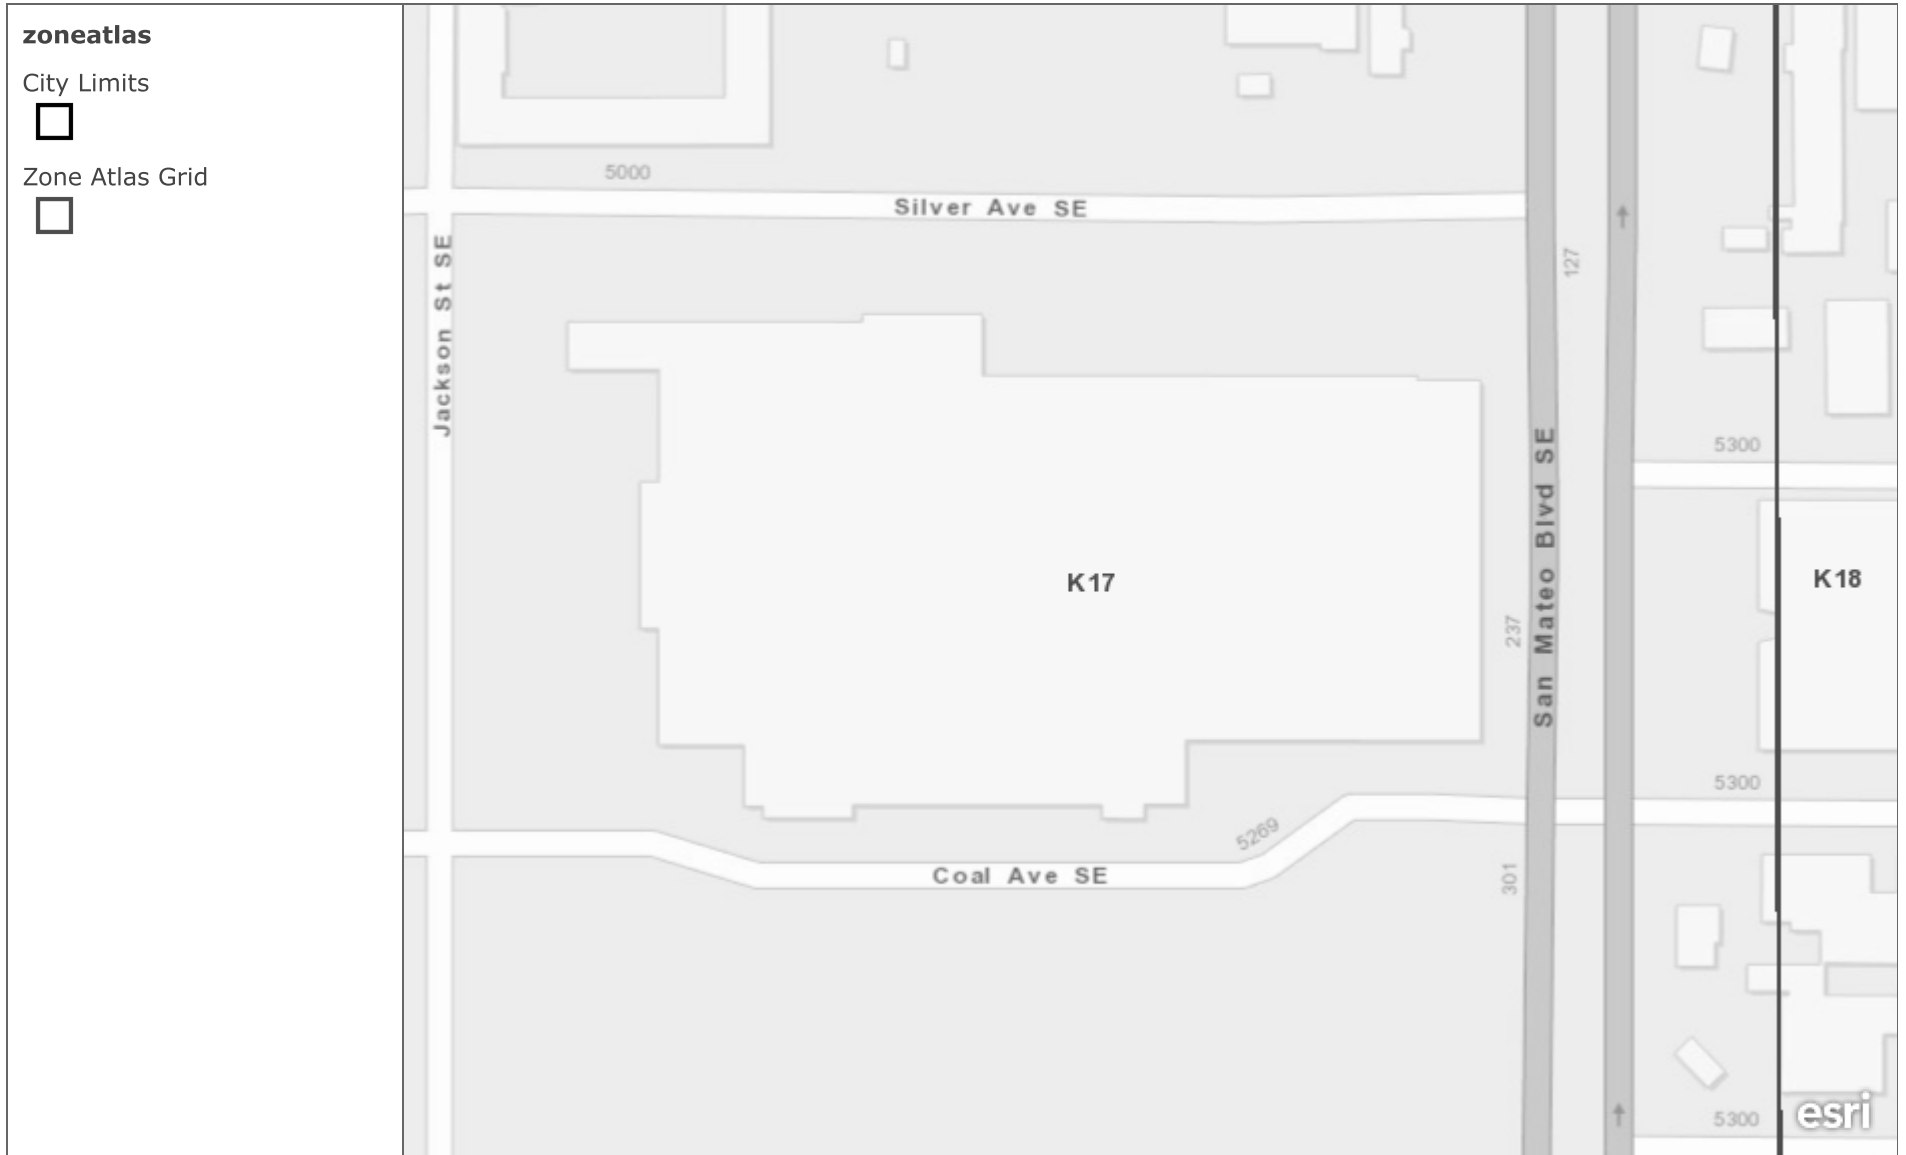 zoneatlas
City Limits
Zone Atlas Grid
5000
Silver Ave SE
Jackson St SE
127
5300
San Mateo Blvd SE
K17
K18
237
5300
5269
Coal Ave SE
301
5300
esri